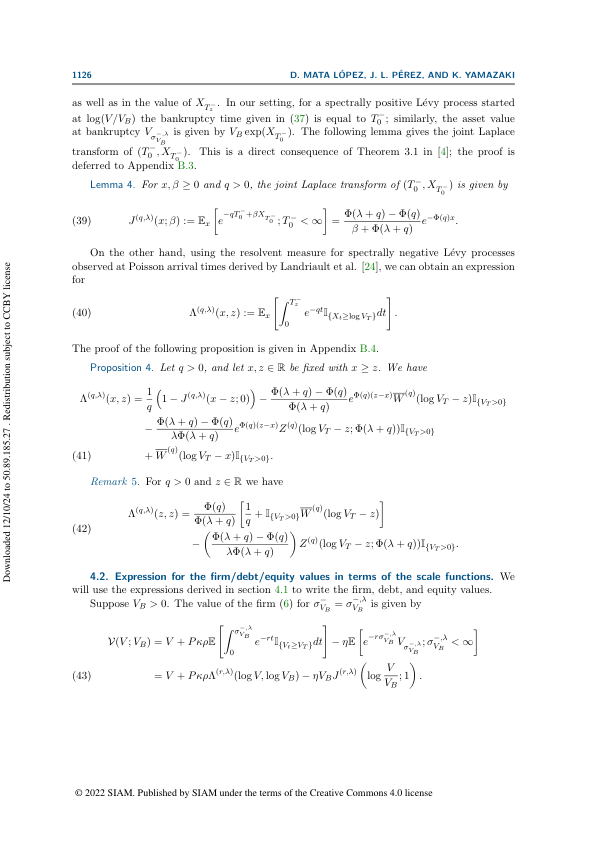 1126 D. MATA LÓPEZ, J. L. PÉREZ, AND K. YAMAZAKI
as well as in the value of $X_{T_z^-}$. In our setting, for a spectrally positive Lévy process started
at log(V/V_B) the bankruptcy time given in (37) is equal to $T_0^-$; similarly, the asset value
at bankruptcy $V_{\sigma_{V_B}^{-,\lambda}}$ is given by $V_B \exp(X_{T_0^-})$. The following lemma gives the joint Laplace
transform of $(T_0^-, X_{T_0^-})$. This is a direct consequence of Theorem 3.1 in [4]; the proof is
deferred to Appendix B.3.
Lemma 4. For $x, \beta \geq 0$ and $q > 0$, the joint Laplace transform of $(T_0^-, X_{T_0^-})$ is given by
(39) $J^{(q,\lambda)}(x;\beta) := \mathbb{E}_x\left[e^{-qT_0^- + \beta X_{T_0^-}}; T_0^- < \infty\right] = \frac{\Phi(\lambda+q) - \Phi(q)}{\beta + \Phi(\lambda+q)} e^{-\Phi(q)x}.$
On the other hand, using the resolvent measure for spectrally negative Lévy processes
observed at Poisson arrival times derived by Landriault et al. [24], we can obtain an expression
for
(40) $\Lambda^{(q,\lambda)}(x,z) := \mathbb{E}_x\left[\int_0^{T_z^-} e^{-qt} \mathbb{I}_{\{X_t \geq \log V_T\}} dt\right].$
The proof of the following proposition is given in Appendix B.4.
Proposition 4. Let $q > 0$, and let $x, z \in \mathbb{R}$ be fixed with $x \geq z$. We have
$\Lambda^{(q,\lambda)}(x,z) = \frac{1}{q}\left(1 - J^{(q,\lambda)}(x-z;0)\right) - \frac{\Phi(\lambda+q) - \Phi(q)}{\Phi(\lambda+q)} e^{\Phi(q)(z-x)} \overline{W}^{(q)}(\log V_T - z) \mathbb{I}_{\{V_T>0\}}$
$- \frac{\Phi(\lambda+q) - \Phi(q)}{\lambda\Phi(\lambda+q)} e^{\Phi(q)(z-x)} Z^{(q)}(\log V_T - z; \Phi(\lambda+q)) \mathbb{I}_{\{V_T>0\}}$
(41) $+ \overline{W}^{(q)}(\log V_T - x) \mathbb{I}_{\{V_T>0\}}.$
Remark 5. For $q > 0$ and $z \in \mathbb{R}$ we have
(42) $\Lambda^{(q,\lambda)}(z,z) = \frac{\Phi(q)}{\Phi(\lambda+q)}\left[\frac{1}{q} + \mathbb{I}_{\{V_T>0\}} \overline{W}^{(q)}(\log V_T - z)\right]$
$- \left(\frac{\Phi(\lambda+q) - \Phi(q)}{\lambda\Phi(\lambda+q)}\right) Z^{(q)}(\log V_T - z; \Phi(\lambda+q)) \mathbb{I}_{\{V_T>0\}}.$
4.2. Expression for the firm/debt/equity values in terms of the scale functions. We
will use the expressions derived in section 4.1 to write the firm, debt, and equity values.
Suppose $V_B > 0$. The value of the firm (6) for $\sigma_{V_B}^- = \sigma_{V_B}^{-,\lambda}$ is given by
$\mathcal{V}(V;V_B) = V + P\kappa\rho\mathbb{E}\left[\int_0^{\sigma_{V_B}^{-,\lambda}} e^{-rt} \mathbb{I}_{\{V_t \geq V_T\}} dt\right] - \eta\mathbb{E}\left[e^{-r\sigma_{V_B}^{-,\lambda}} V_{\sigma_{V_B}^{-,\lambda}}; \sigma_{V_B}^{-,\lambda} < \infty\right]$
(43) $= V + P\kappa\rho\Lambda^{(r,\lambda)}(\log V, \log V_B) - \eta V_B J^{(r,\lambda)}\left(\log \frac{V}{V_B}; 1\right).$
© 2022 SIAM. Published by SIAM under the terms of the Creative Commons 4.0 license
Downloaded 12/10/24 to 50.89.185.27 . Redistribution subject to CCBY license